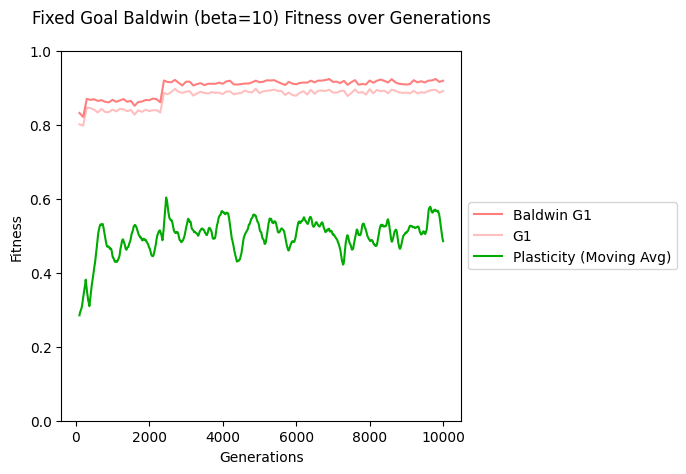 Fixed Goal Baldwin (beta=10) Fitness over Generations
1.0
0.8
0.6
0.4
0.2
0.0
Fitness
0
2000
4000
6000
8000
10000
Generations
Baldwin G1
G1
Plasticity (Moving Avg)